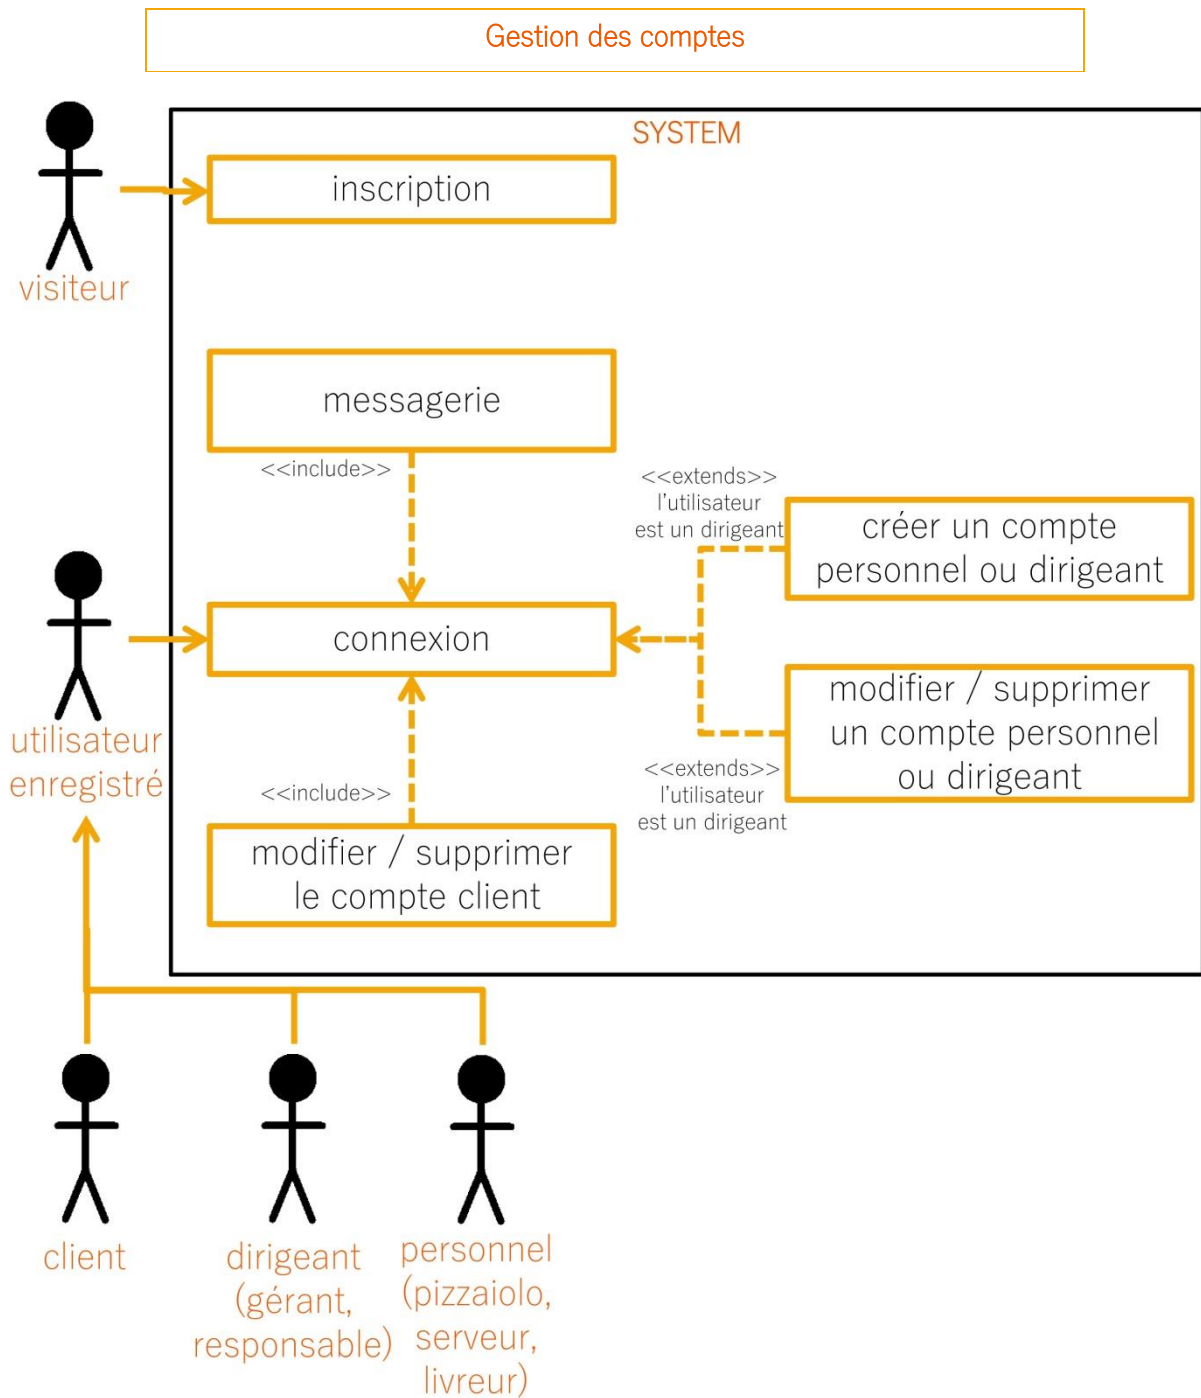 Gestion des comptes
SYSTEM
inscription
visiteur
messagerie
<<include>>
<<extends>>
l'utilisateur
est un dirigeant
créer un compte
personnel ou dirigeant
connexion
utilisateur
enregistré
modifier / supprimer
un compte personnel
ou dirigeant
<<extends>>
l'utilisateur
est un dirigeant
<<include>>
modifier / supprimer
le compte client
client
dirigeant
(gérant,
responsable)
personnel
(pizzaiolo,
serveur,
livreur)